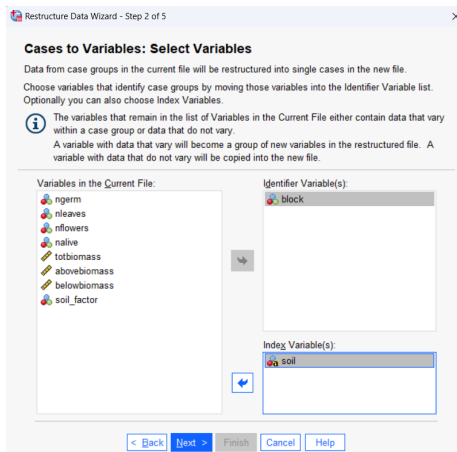 Restructure Data Wizard - Step 2 of 5
Cases to Variables: Select Variables
Data from case groups in the current file will be restructured into single cases in the new file.
Choose variables that identify case groups by moving those variables into the Identifier Variable list.
Optionally you can also choose Index Variables.
The variables that remain in the list of Variables in the Current File either contain data that vary
within a case group or data that do not vary.
A variable with data that vary will become a group of new variables in the restructured file. A
variable with data that do not vary will be copied into the new file.
Variables in the Current File:
ngerm
nleaves
nflowers
nalive
totbiomass
abovebiomass
belowbiomass
soil_factor
Identifier Variable(s):
block
Index Variable(s):
soil
< Back Next > Finish Cancel Help